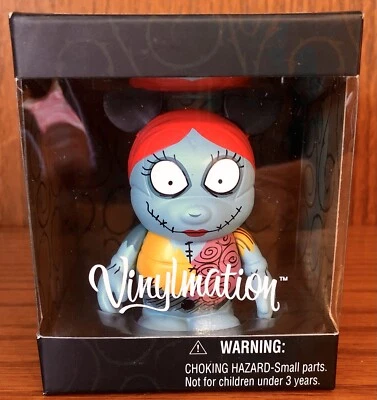 Vinylmation™
⚠ WARNING:
CHOKING HAZARD-Small parts.
Not for children under 3 years.